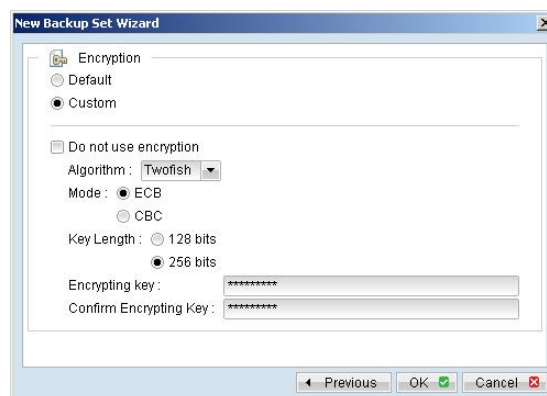 New Backup Set Wizard
Encryption
Default
Custom
Do not use encryption
Algorithm : Twofish
Mode : ECB
CBC
Key Length : 128 bits
256 bits
Encrypting key : *********
Confirm Encrypting Key : *********
Previous OK Cancel